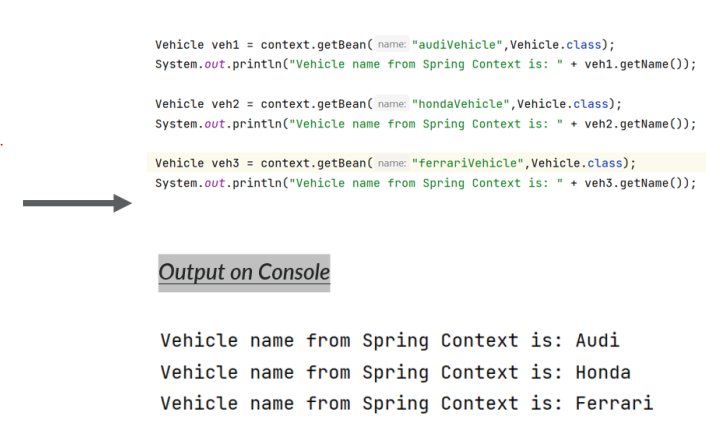 Vehicle veh1 = context.getBean( name: "audiVehicle",Vehicle.class);
System.out.println("Vehicle name from Spring Context is: " + veh1.getName());
Vehicle veh2 = context.getBean( name: "hondaVehicle",Vehicle.class);
System.out.println("Vehicle name from Spring Context is: " + veh2.getName());
Vehicle veh3 = context.getBean( name: "ferrariVehicle",Vehicle.class);
System.out.println("Vehicle name from Spring Context is: " + veh3.getName());
Output on Console
Vehicle name from Spring Context is: Audi
Vehicle name from Spring Context is: Honda
Vehicle name from Spring Context is: Ferrari